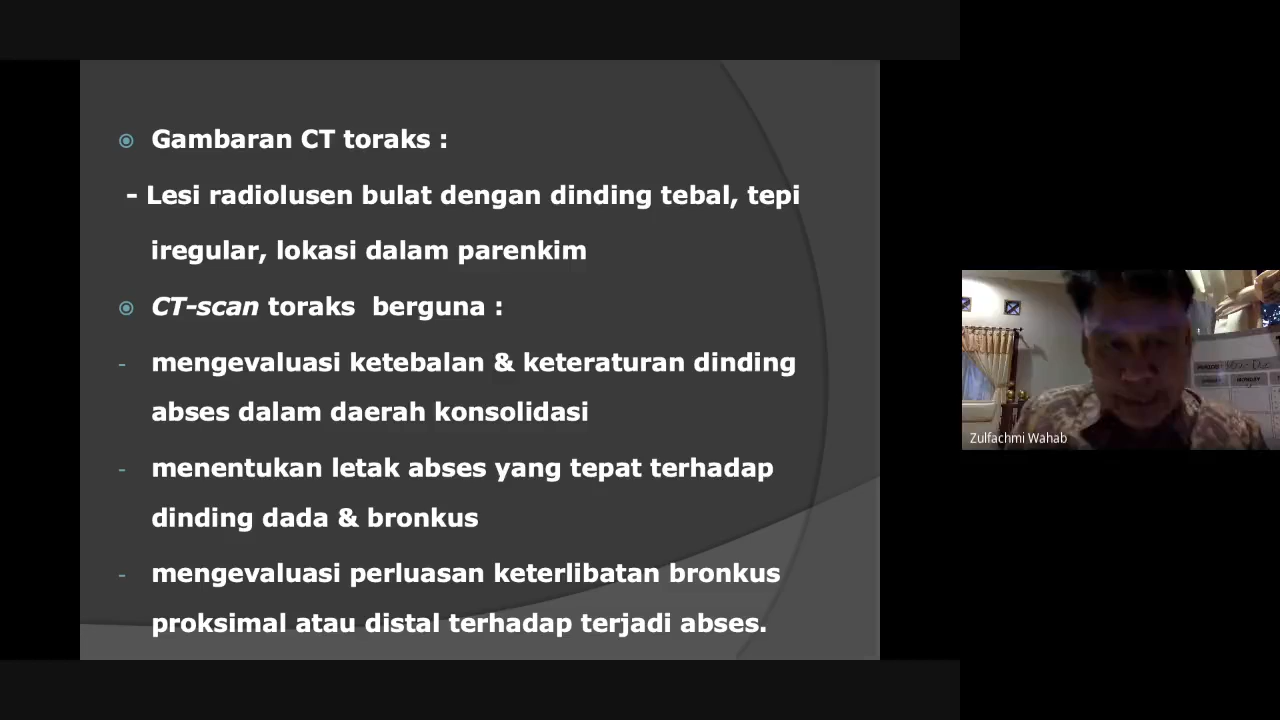 Gambaran CT toraks :
- Lesi radiolusen bulat dengan dinding tebal, tepi
iregular, lokasi dalam parenkim
CT-scan toraks berguna :
- mengevaluasi ketebalan & keteraturan dinding
abses dalam daerah konsolidasi
- menentukan letak abses yang tepat terhadap
dinding dada & bronkus
- mengevaluasi perluasan keterlibatan bronkus
proksimal atau distal terhadap terjadi abses.
Zulfachmi Wahab